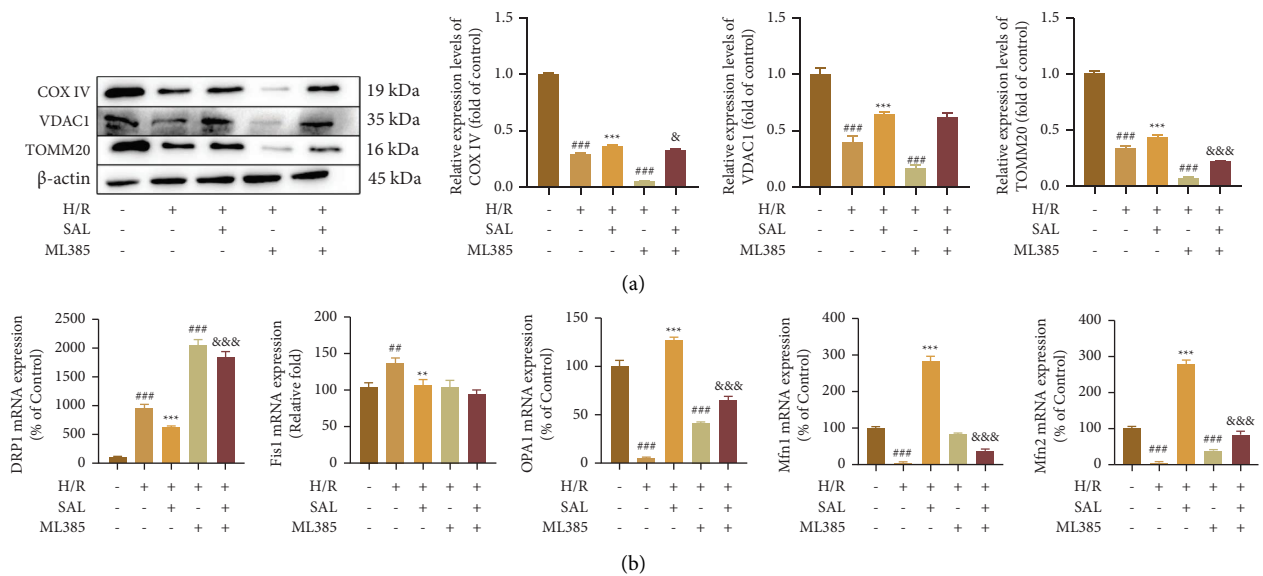 COX IV 19 kDa
VDAC1 35 kDa
TOMM20 16 kDa
β-actin 45 kDa
H/R - + + + +
SAL - - + - +
ML385 - - - + +
Relative expression levels of
COX IV (fold of control)
1.0
0.5
0.0
### *** ### &
H/R - + + + +
SAL - - + - +
ML385 - - - + +
Relative expression levels of
VDAC1 (fold of control)
1.0
0.5
0.0
### *** ###
H/R - + + + +
SAL - - + - +
ML385 - - - + +
Relative expression levels of
TOMM20 (fold of control)
1.0
0.5
0.0
### *** ### &&&
H/R - + + + +
SAL - - + - +
ML385 - - - + +
(a)
DRP1 mRNA expression
(% of Control)
2500
2000
1500
1000
500
0
### *** ### &&&
H/R - + + + +
SAL - - + - +
ML385 - - - + +
Fis1 mRNA expression
(Relative fold)
200
150
100
50
0
## **
H/R - + + + +
SAL - - + - +
ML385 - - - + +
OPA1 mRNA expression
(% of Control)
150
100
50
0
### *** ### &&&
H/R - + + + +
SAL - - + - +
ML385 - - - + +
Mfn1 mRNA expression
(% of Control)
400
300
200
100
0
### *** &&&
H/R - + + + +
SAL - - + - +
ML385 - - - + +
Mfn2 mRNA expression
(% of Control)
400
300
200
100
0
### *** ### &&&
H/R - + + + +
SAL - - + - +
ML385 - - - + +
(b)